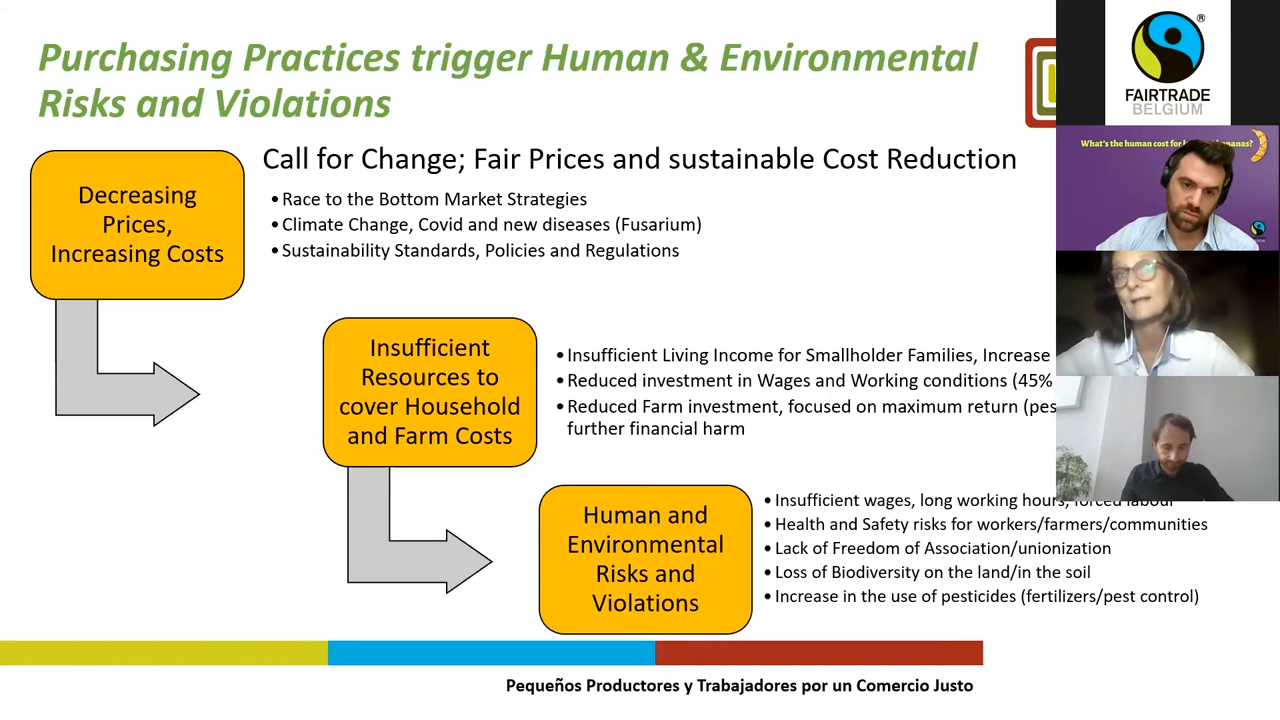 Purchasing Practices trigger Human & Environmental
Risks and Violations
Call for Change; Fair Prices and sustainable Cost Reduction
Decreasing
Prices,
Increasing Costs
•Race to the Bottom Market Strategies
•Climate Change, Covid and new diseases (Fusarium)
•Sustainability Standards, Policies and Regulations
Insufficient
Resources to
cover Household
and Farm Costs
•Insufficient Living Income for Smallholder Families, Increase
•Reduced investment in Wages and Working conditions (45%
•Reduced Farm investment, focused on maximum return
further financial harm
Human and
Environmental
Risks and
Violations
•Insufficient wages, long working hours, forced labour
•Health and Safety risks for workers/farmers/communities
•Lack of Freedom of Association/unionization
•Loss of Biodiversity on the land/in the soil
•Increase in the use of pesticides (fertilizers/pest control)
Pequeños Productores y Trabajadores por un Comercio Justo
®
FAIRTRADE
BELGIUM
What's the human cost for